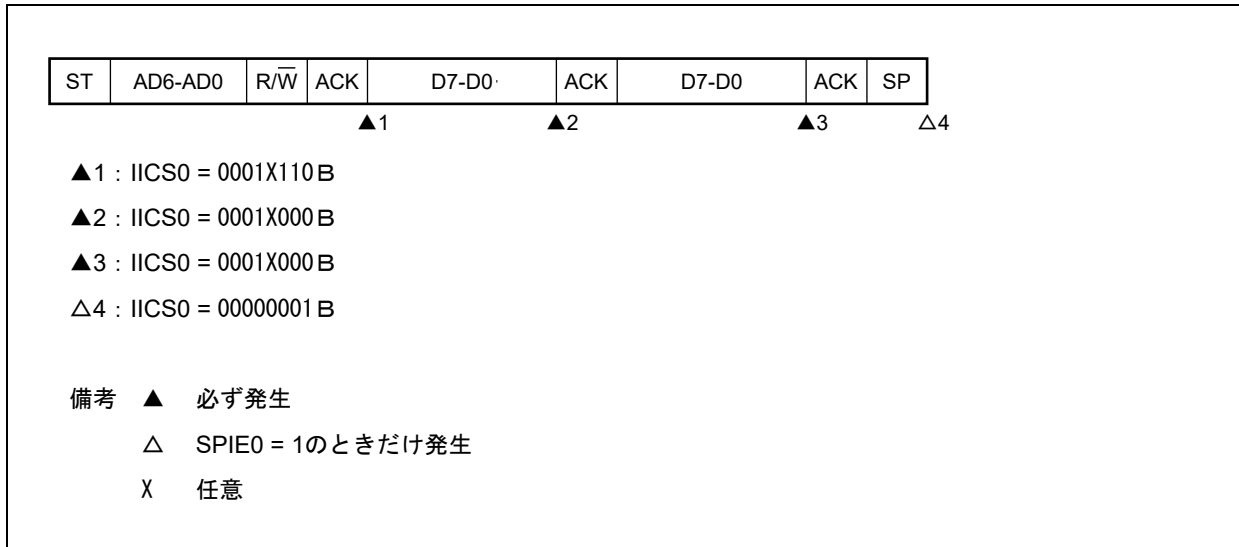 ST AD6-AD0 R/W̅ ACK D7-D0 ACK D7-D0 ACK SP
▲1 ▲2 ▲3 △4
▲1：IICS0 = 0001X110B
▲2：IICS0 = 0001X000B
▲3：IICS0 = 0001X000B
△4：IICS0 = 00000001B
備考 ▲ 必ず発生
△ SPIE0 = 1のときだけ発生
X 任意